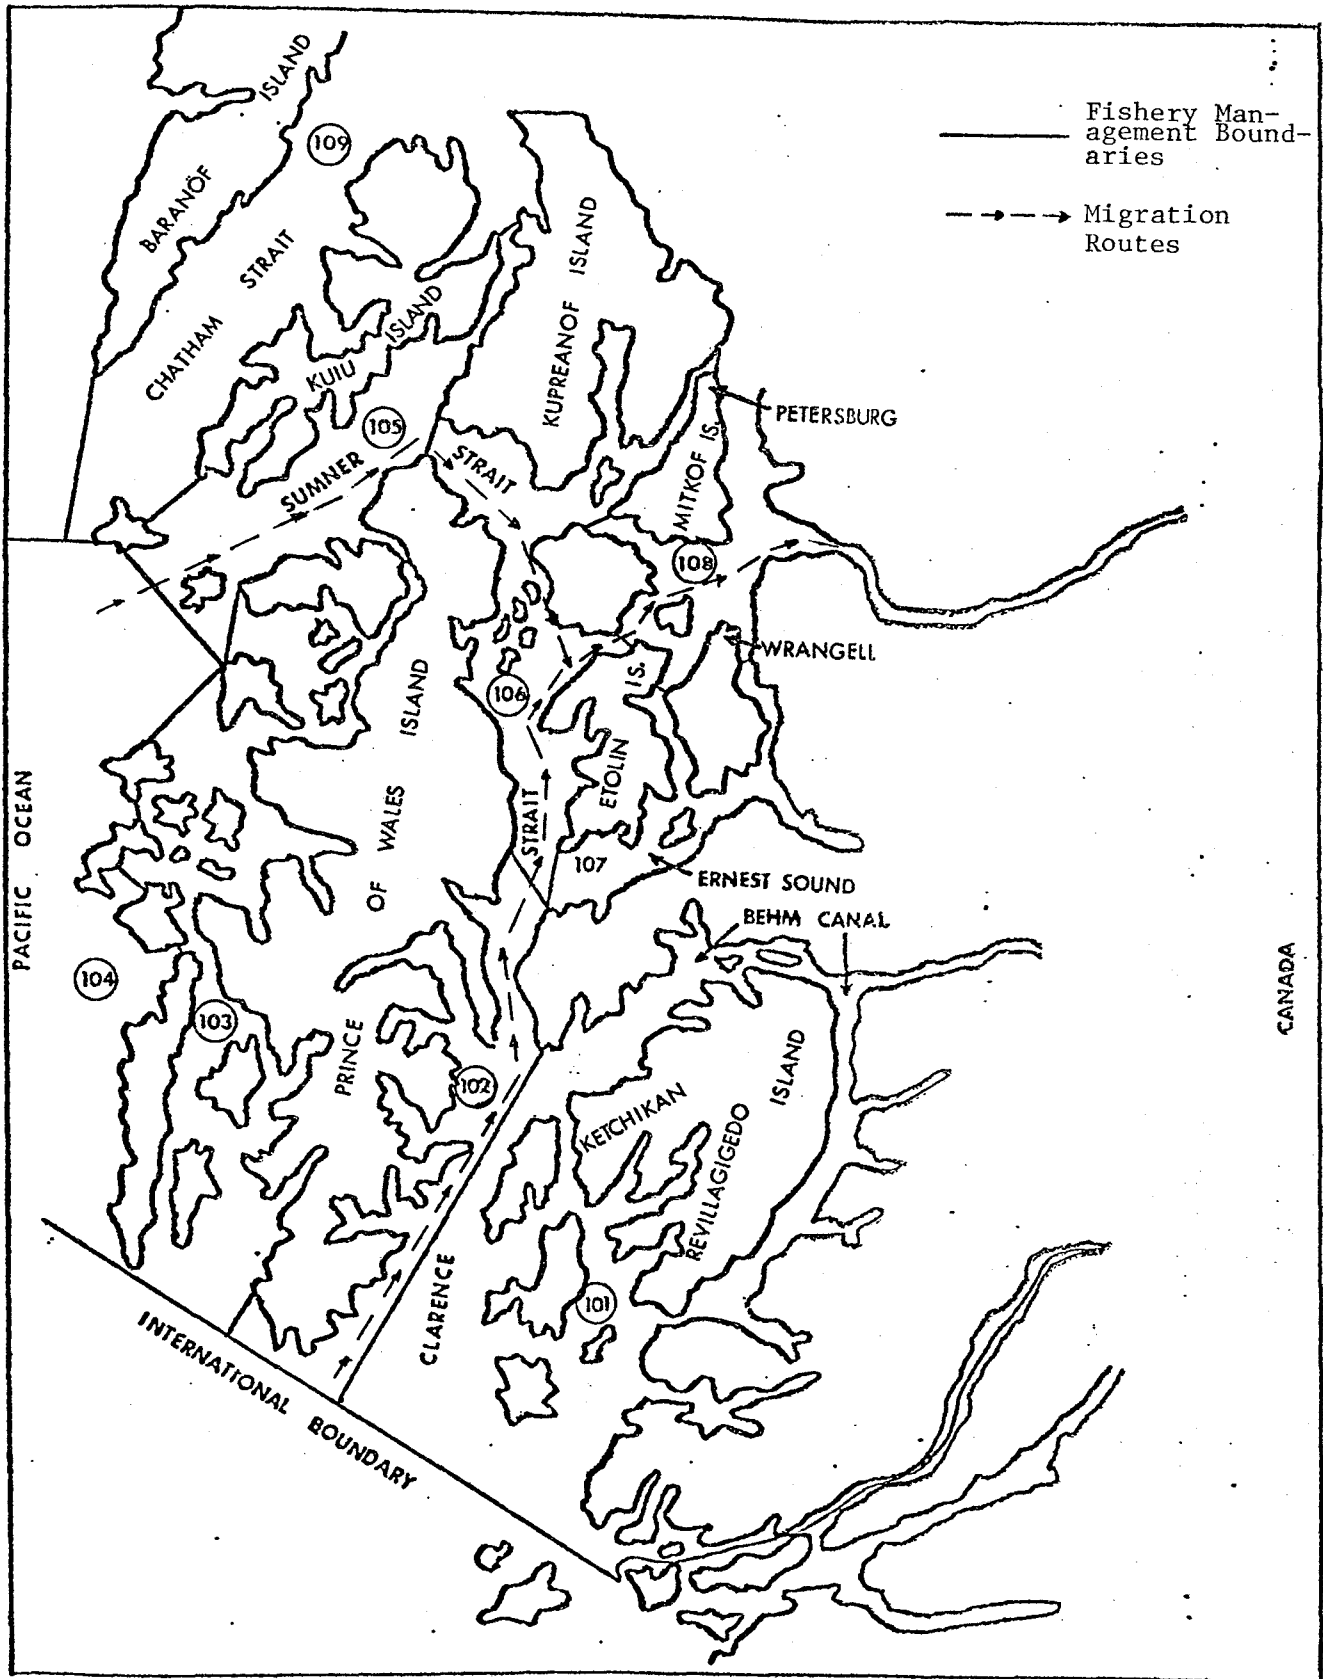 Fishery Man-
agement Bound-
aries
Migration
Routes
BARANÖF
ISLAND
109
CHATHAM
STRAIT
KUIU
ISLAND
KUPREANOF
ISLAND
105
SUMNER
STRAIT
PETERSBURG
MITKOF IS.
108
WRANGELL
106
ETOLIN
IS.
STRAIT
107
ERNEST SOUND
BEHM CANAL
PACIFIC OCEAN
104
103
PRINCE
OF WALES
ISLAND
102
KETCHIKAN
REVILLAGIGEDO
ISLAND
CANADA
101
CLARENCE
INTERNATIONAL BOUNDARY